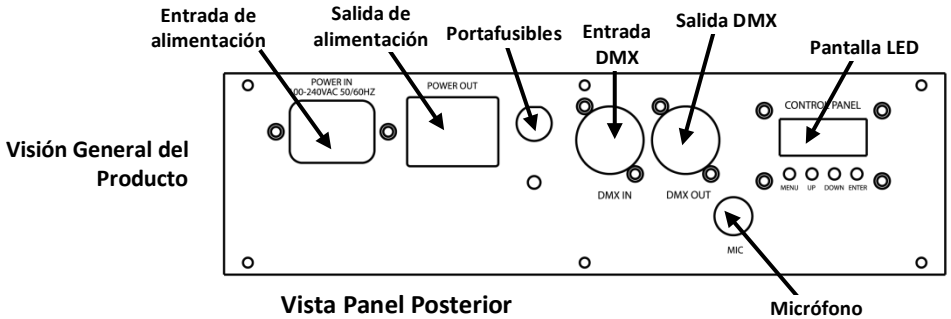 Entrada de
alimentación
Salida de
alimentación
Portafusibles
Entrada
DMX
Salida DMX
Pantalla LED
POWER IN
100-240VAC 50/60HZ
POWER OUT
CONTROL PANEL
Visión General del
Producto
MENU UP DOWN ENTER
DMX IN
DMX OUT
MIC
Vista Panel Posterior
Micrófono